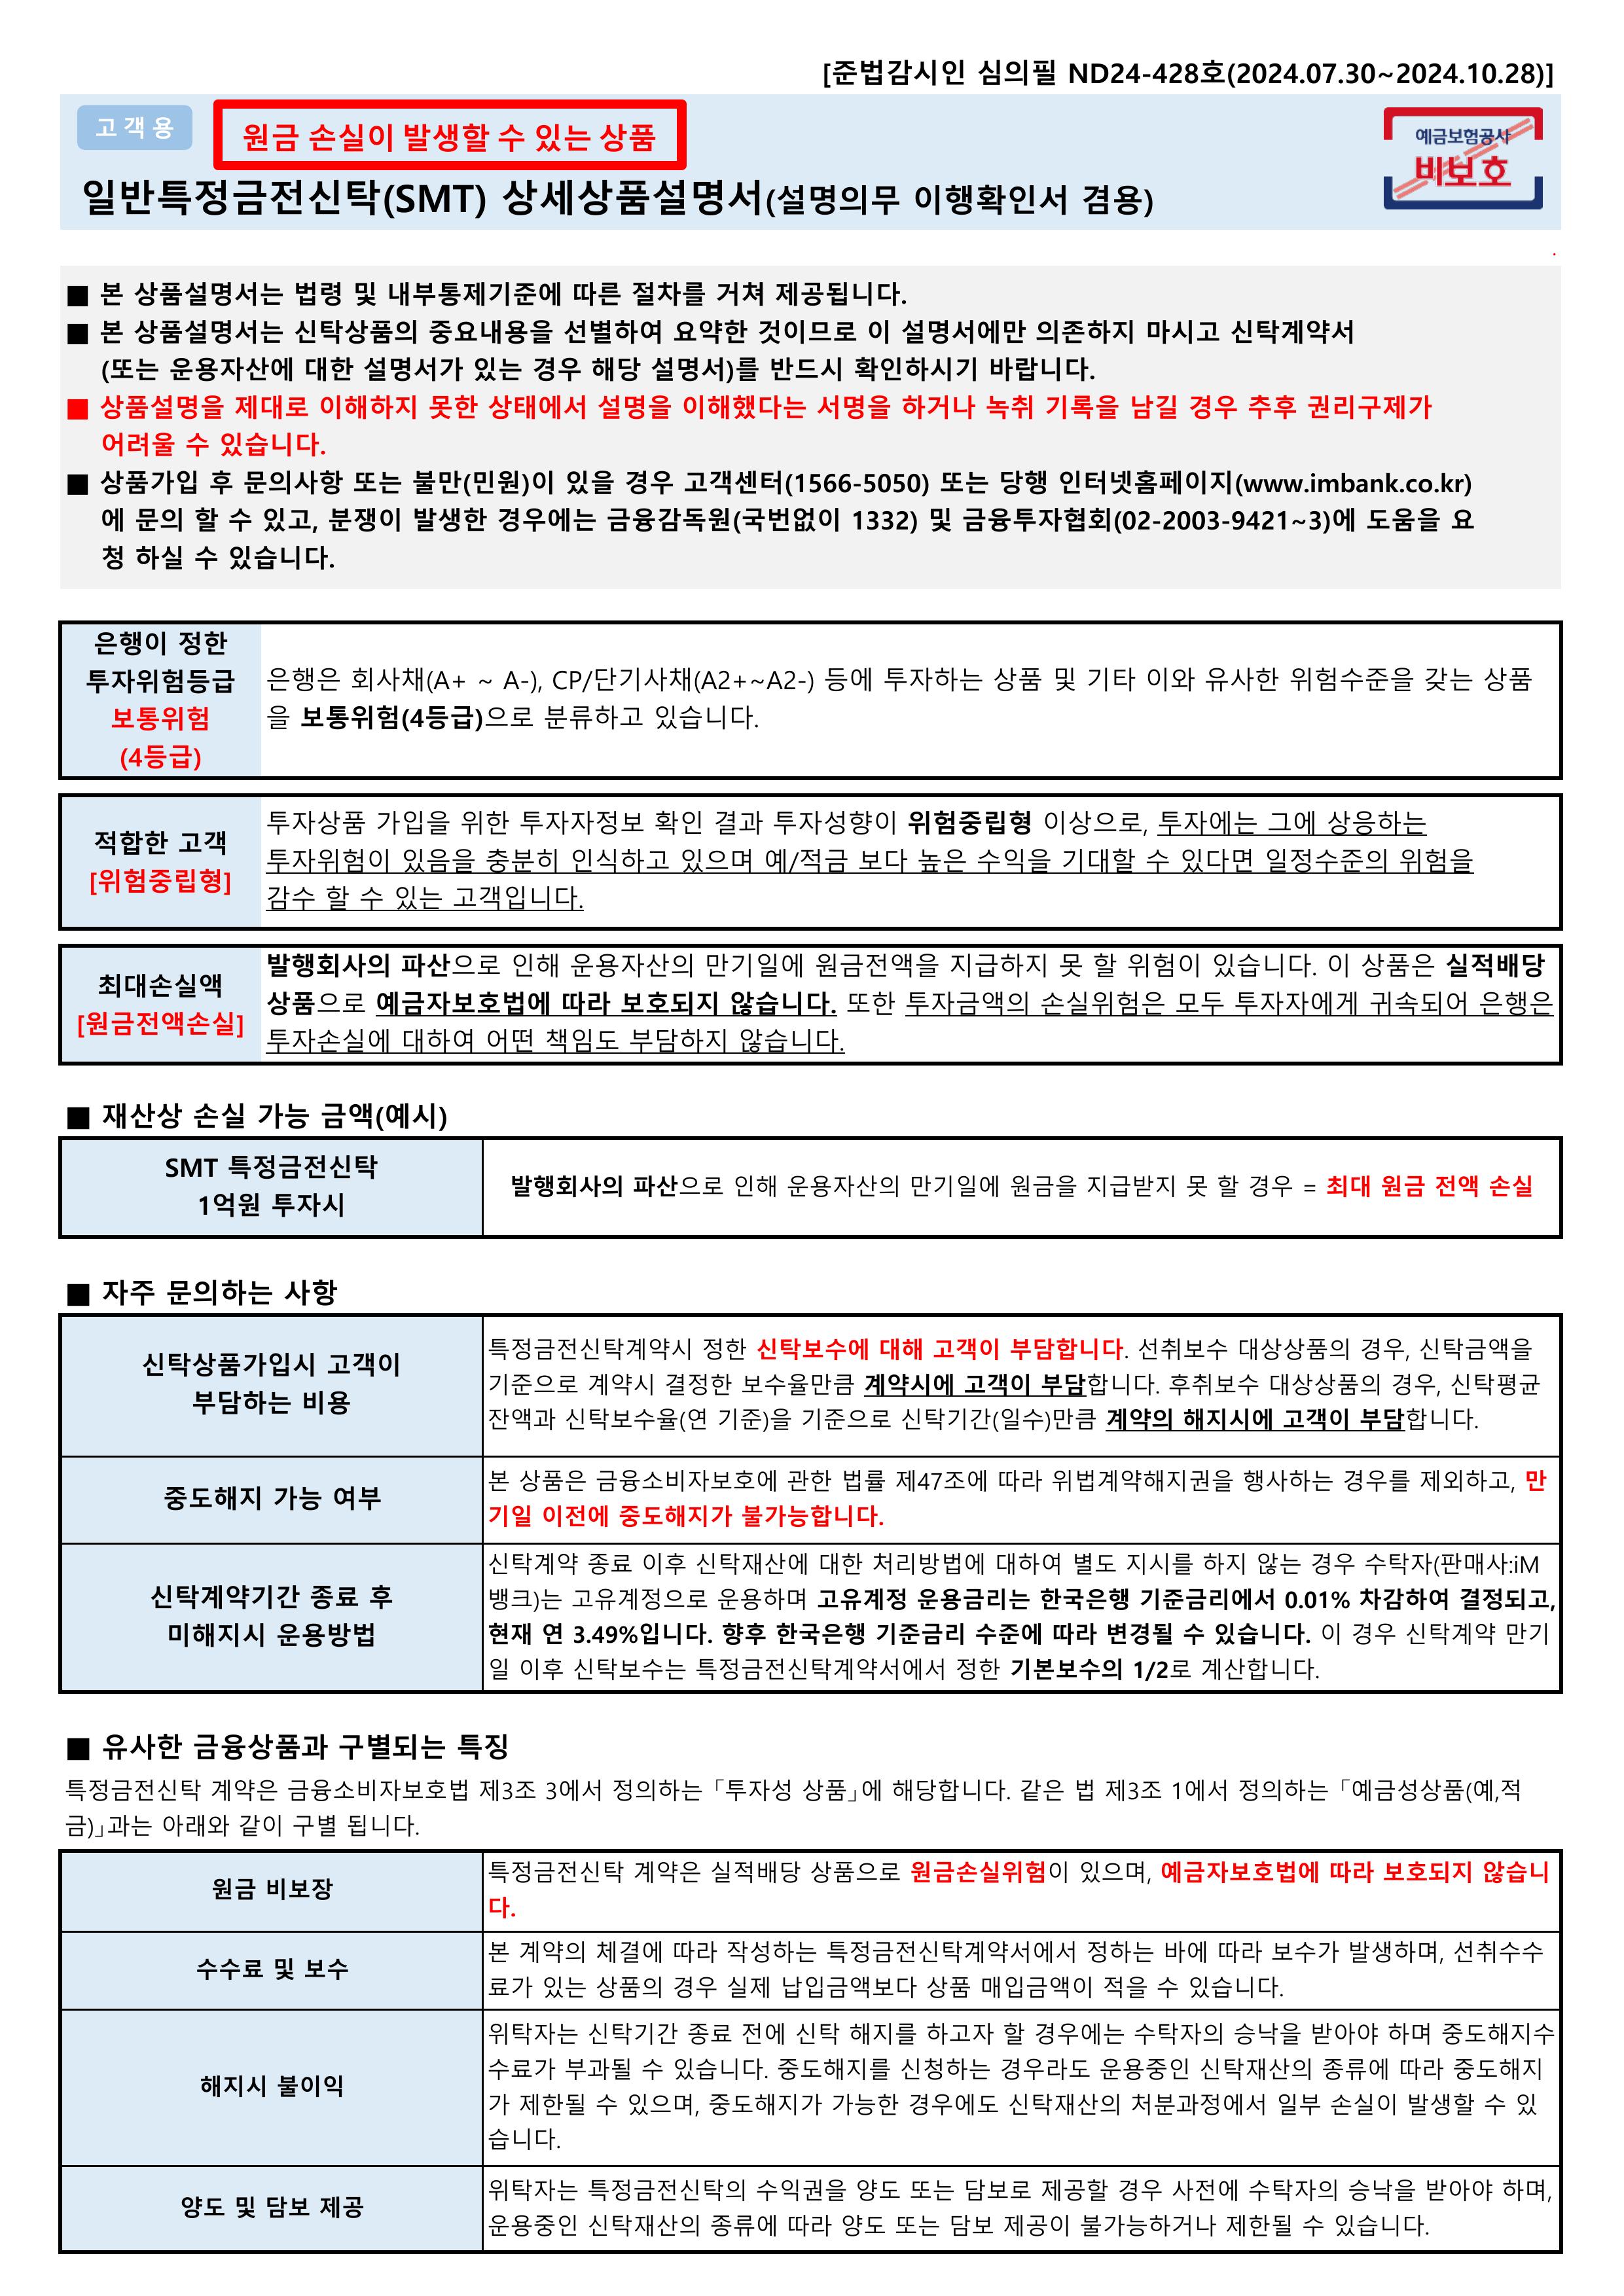 [준법감시인 심의필 ND24-428호(2024.07.30~2024.10.28)]
고객용
원금 손실이 발생할 수 있는 상품
예금보험공사
비보호
일반특정금전신탁(SMT) 상세상품설명서(설명의무 이행확인서 겸용)
■ 본 상품설명서는 법령 및 내부통제기준에 따른 절차를 거쳐 제공됩니다.
■ 본 상품설명서는 신탁상품의 중요내용을 선별하여 요약한 것이므로 이 설명서에만 의존하지 마시고 신탁계약서
(또는 운용자산에 대한 설명서가 있는 경우 해당 설명서)를 반드시 확인하시기 바랍니다.
■ 상품설명을 제대로 이해하지 못한 상태에서 설명을 이해했다는 서명을 하거나 녹취 기록을 남길 경우 추후 권리구제가
어려울 수 있습니다.
■ 상품가입 후 문의사항 또는 불만(민원)이 있을 경우 고객센터(1566-5050) 또는 당행 인터넷홈페이지(www.imbank.co.kr)
에 문의 할 수 있고, 분쟁이 발생한 경우에는 금융감독원(국번없이 1332) 및 금융투자협회(02-2003-9421~3)에 도움을 요
청 하실 수 있습니다.
은행이 정한
투자위험등급
보통위험
(4등급)
은행은 회사채(A+ ~ A-), CP/단기사채(A2+~A2-) 등에 투자하는 상품 및 기타 이와 유사한 위험수준을 갖는 상품
을 보통위험(4등급)으로 분류하고 있습니다.
적합한 고객
[위험중립형]
투자상품 가입을 위한 투자자정보 확인 결과 투자성향이 위험중립형 이상으로, 투자에는 그에 상응하는
투자위험이 있음을 충분히 인식하고 있으며 예/적금 보다 높은 수익을 기대할 수 있다면 일정수준의 위험을
감수 할 수 있는 고객입니다.
최대손실액
[원금전액손실]
발행회사의 파산으로 인해 운용자산의 만기일에 원금전액을 지급하지 못 할 위험이 있습니다. 이 상품은 실적배당
상품으로 예금자보호법에 따라 보호되지 않습니다. 또한 투자금액의 손실위험은 모두 투자자에게 귀속되어 은행은
투자손실에 대하여 어떤 책임도 부담하지 않습니다.
■ 재산상 손실 가능 금액(예시)
SMT 특정금전신탁
1억원 투자시
발행회사의 파산으로 인해 운용자산의 만기일에 원금을 지급받지 못 할 경우 = 최대 원금 전액 손실
■ 자주 문의하는 사항
신탁상품가입시 고객이
부담하는 비용
특정금전신탁계약시 정한 신탁보수에 대해 고객이 부담합니다. 선취보수 대상상품의 경우, 신탁금액을
기준으로 계약시 결정한 보수율만큼 계약시에 고객이 부담합니다. 후취보수 대상상품의 경우, 신탁평균
잔액과 신탁보수율(연 기준)을 기준으로 신탁기간(일수)만큼 계약의 해지시에 고객이 부담합니다.
중도해지 가능 여부
본 상품은 금융소비자보호에 관한 법률 제47조에 따라 위법계약해지권을 행사하는 경우를 제외하고, 만
기일 이전에 중도해지가 불가능합니다.
신탁계약기간 종료 후
미해지시 운용방법
신탁계약 종료 이후 신탁재산에 대한 처리방법에 대하여 별도 지시를 하지 않는 경우 수탁자(판매사:iM
뱅크)는 고유계정으로 운용하며 고유계정 운용금리는 한국은행 기준금리에서 0.01% 차감하여 결정되고,
현재 연 3.49%입니다. 향후 한국은행 기준금리 수준에 따라 변경될 수 있습니다. 이 경우 신탁계약 만기
일 이후 신탁보수는 특정금전신탁계약서에서 정한 기본보수의 1/2로 계산합니다.
■ 유사한 금융상품과 구별되는 특징
특정금전신탁 계약은 금융소비자보호법 제3조 3에서 정의하는 「투자성 상품」에 해당합니다. 같은 법 제3조 1에서 정의하는 「예금성상품(예,적
금)」과는 아래와 같이 구별 됩니다.
원금 비보장
특정금전신탁 계약은 실적배당 상품으로 원금손실위험이 있으며, 예금자보호법에 따라 보호되지 않습니
다.
수수료 및 보수
본 계약의 체결에 따라 작성하는 특정금전신탁계약서에서 정하는 바에 따라 보수가 발생하며, 선취수수
료가 있는 상품의 경우 실제 납입금액보다 상품 매입금액이 적을 수 있습니다.
해지시 불이익
위탁자는 신탁기간 종료 전에 신탁 해지를 하고자 할 경우에는 수탁자의 승낙을 받아야 하며 중도해지수
수료가 부과될 수 있습니다. 중도해지를 신청하는 경우라도 운용중인 신탁재산의 종류에 따라 중도해지
가 제한될 수 있으며, 중도해지가 가능한 경우에도 신탁재산의 처분과정에서 일부 손실이 발생할 수 있
습니다.
양도 및 담보 제공
위탁자는 특정금전신탁의 수익권을 양도 또는 담보로 제공할 경우 사전에 수탁자의 승낙을 받아야 하며,
운용중인 신탁재산의 종류에 따라 양도 또는 담보 제공이 불가능하거나 제한될 수 있습니다.